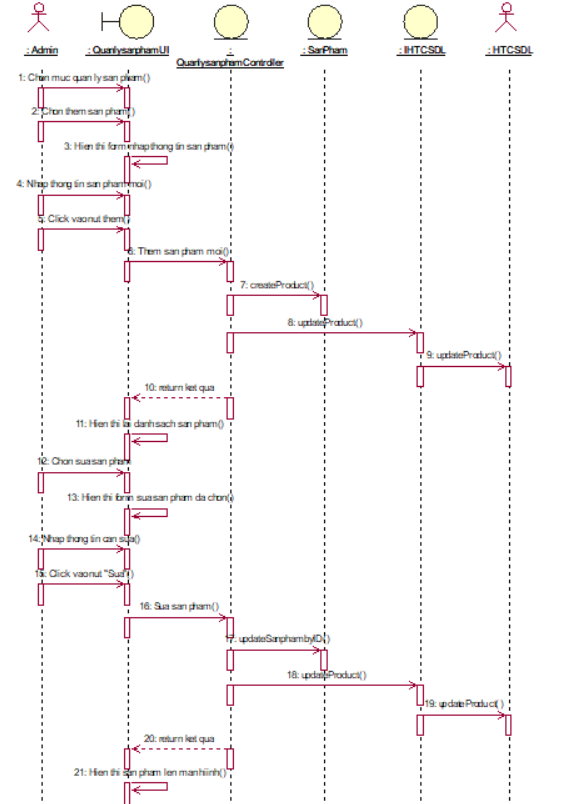 : Admin
: QuanlysanphamUI
:
QuanlysanphamController
: SanPham
: IHTCSDL
: HTCSDL
1: Chon muc quan ly san pham()
2: Chon them san pham()
3: Hien thi form nhap thong tin san pham()
4: Nhap thong tin san pham moi()
5: Click vao nut them()
6: Them san pham moi()
7: createProduct()
8: updateProduct()
9: updateProduct()
10: return ket qua
11: Hien thi lai danh sach san pham()
12: Chon sua san pham
13: Hien thi form sua san pham da chon()
14: Nhap thong tin can sua()
15: Click vao nut "Sua"()
16: Sua san pham()
17: updateSanphambyID()
18: updateProduct()
19: updateProduct()
20: return ket qua
21: Hien thi san pham len man hiinh()